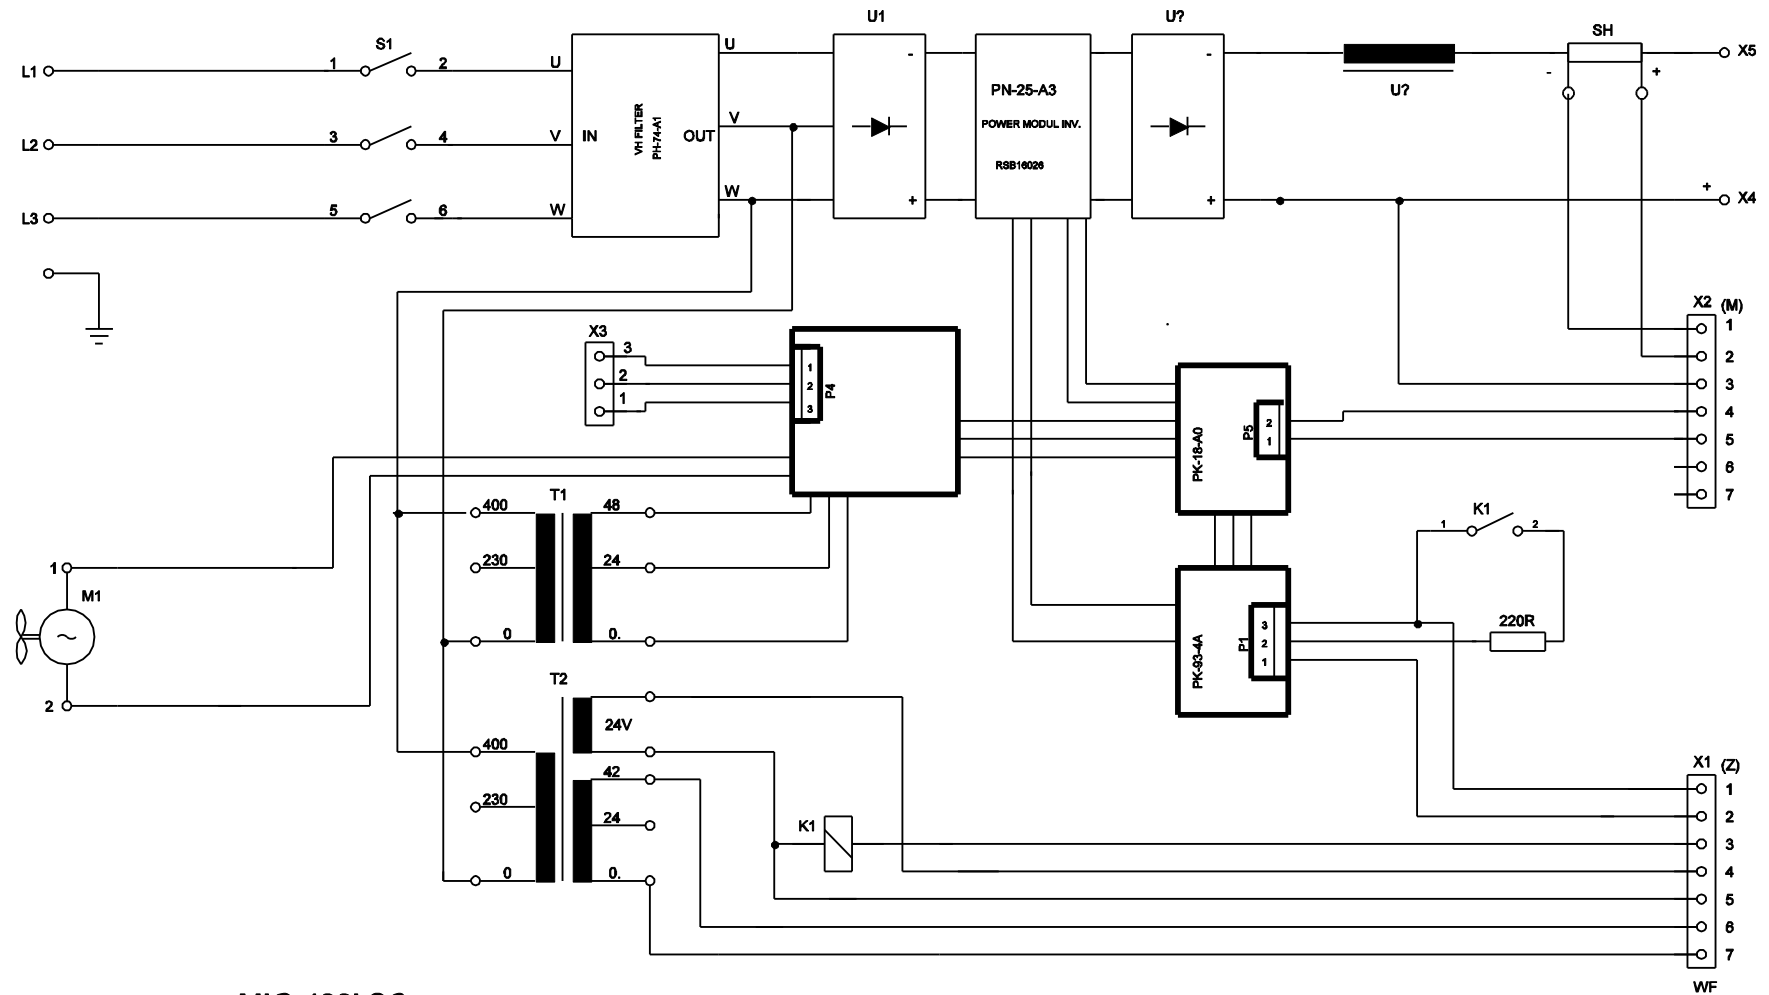 U1
U?
SH
S1
L1
1
2
U
U
-
-
X5
-
+
U?
VH FILTER
PH-74-A1
IN
OUT
PN-25-A3
POWER MODUL INV.
RSB16026
L2
3
4
V
V
L3
5
6
W
W
+
+
+
X4
X2 (M)
1
2
3
4
5
6
7
X3
3
2
1
1
2
3
P4
PK-18-A0
P5
2
1
K1
1
2
220R
T1
400
230
0
48
24
0.
1
M1
~
2
PK-93-4A
P1
3
2
1
T2
400
230
0
24V
42
24
0.
K1
X1 (Z)
1
2
3
4
5
6
7
WF